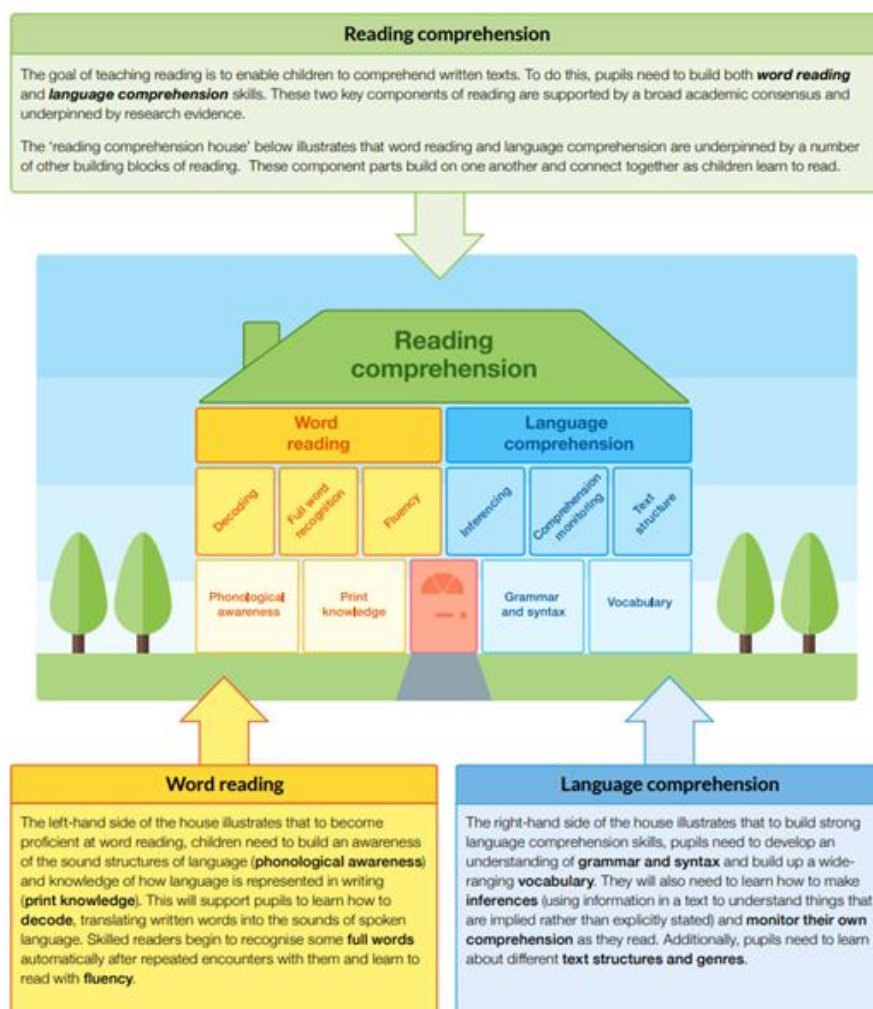 Reading comprehension
The goal of teaching reading is to enable children to comprehend written texts. To do this, pupils need to build both word reading
and language comprehension skills. These two key components of reading are supported by a broad academic consensus and
underpinned by research evidence.
The ‘reading comprehension house’ below illustrates that word reading and language comprehension are underpinned by a number
of other building blocks of reading. These component parts build on one another and connect together as children learn to read.
Reading
comprehension
Word
reading
Language
comprehension
Decoding
Full word
recognition
Fluency
Inferencing
Comprehension
monitoring
Text
structure
Phonological
awareness
Print
knowledge
Grammar
and syntax
Vocabulary
Word reading
The left-hand side of the house illustrates that to become
proficient at word reading, children need to build an awareness
of the sound structures of language (phonological awareness)
and knowledge of how language is represented in writing
(print knowledge). This will support pupils to learn how to
decode, translating written words into the sounds of spoken
language. Skilled readers begin to recognise some full words
automatically after repeated encounters with them and learn to
read with fluency.
Language comprehension
The right-hand side of the house illustrates that to build strong
language comprehension skills, pupils need to develop an
understanding of grammar and syntax and build up a wide-
ranging vocabulary. They will also need to learn how to make
inferences (using information in a text to understand things that
are implied rather than explicitly stated) and monitor their own
comprehension as they read. Additionally, pupils need to learn
about different text structures and genres.